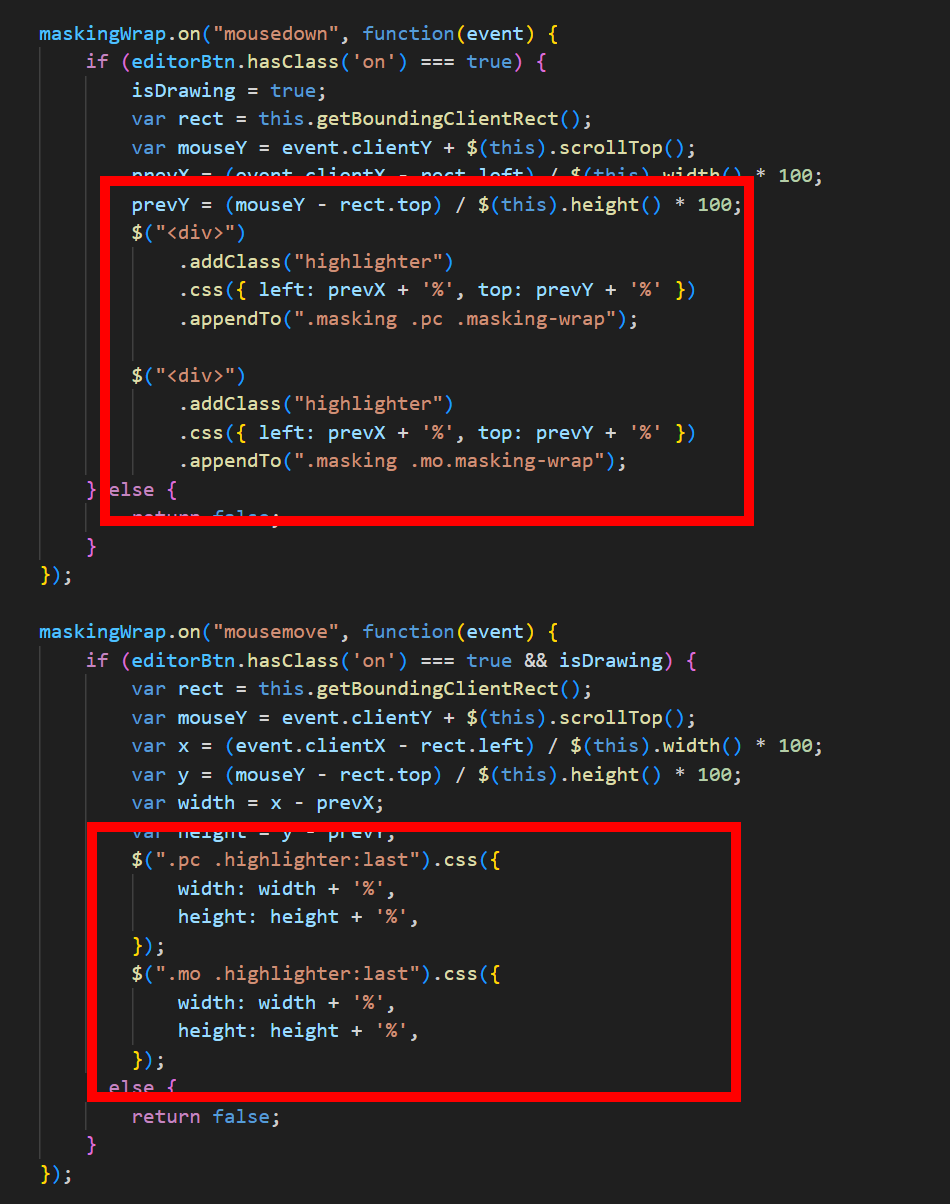 maskingWrap.on("mousedown", function(event) {
if (editorBtn.hasClass('on') === true) {
isDrawing = true;
var rect = this.getBoundingClientRect();
var mouseY = event.clientY + $(this).scrollTop();
prevX = (event.clientX - rect.left) / $(this).width() * 100;
prevY = (mouseY - rect.top) / $(this).height() * 100;
$("<div>")
.addClass("highlighter")
.css({ left: prevX + '%', top: prevY + '%' })
.appendTo(".masking .pc .masking-wrap");
$("<div>")
.addClass("highlighter")
.css({ left: prevX + '%', top: prevY + '%' })
.appendTo(".masking .mo.masking-wrap");
} else {
return false;
}
});
maskingWrap.on("mousemove", function(event) {
if (editorBtn.hasClass('on') === true && isDrawing) {
var rect = this.getBoundingClientRect();
var mouseY = event.clientY + $(this).scrollTop();
var x = (event.clientX - rect.left) / $(this).width() * 100;
var y = (mouseY - rect.top) / $(this).height() * 100;
var width = x - prevX;
var height = y - prevY;
$(".pc .highlighter:last").css({
width: width + '%',
height: height + '%',
});
$(".mo .highlighter:last").css({
width: width + '%',
height: height + '%',
});
else {
return false;
}
});